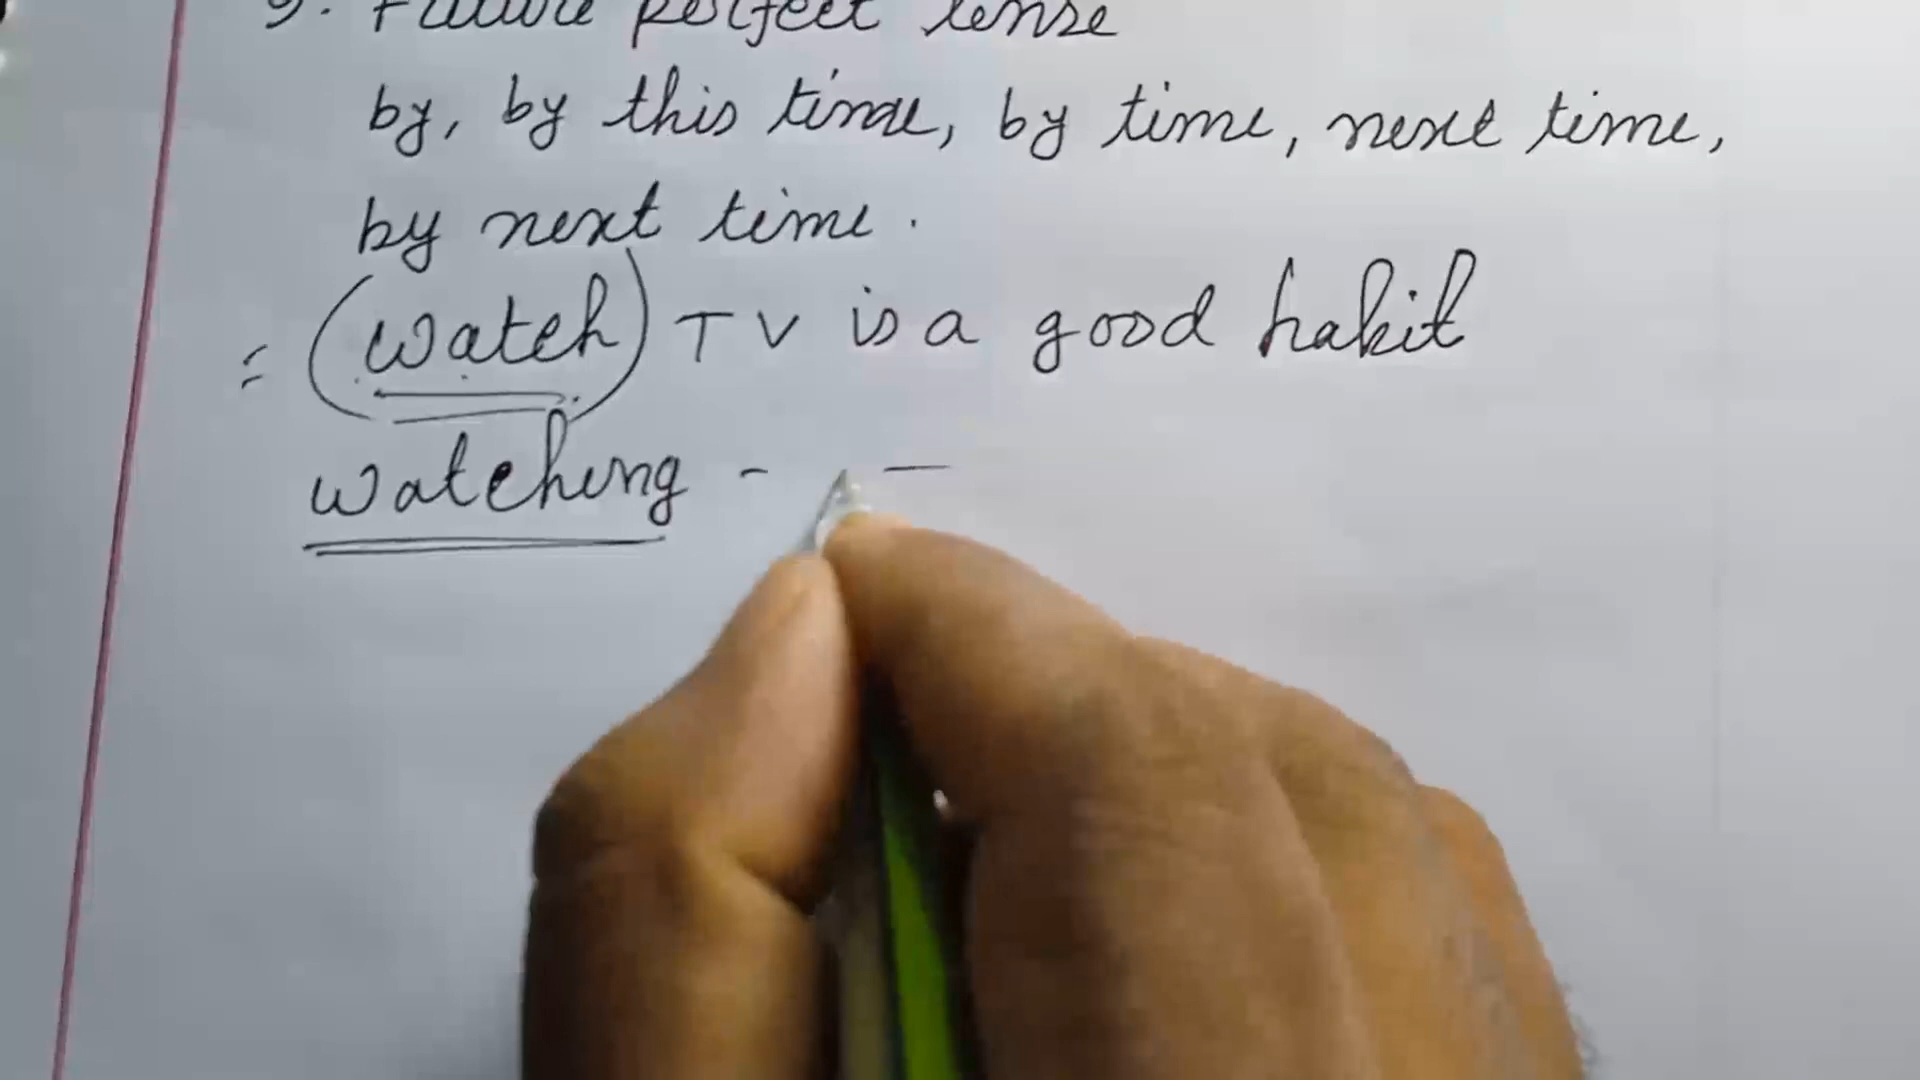 9. Future perfect tense
by, by this time, by time, next time,
by next time.
= (watch) TV is a good habit
watching - -